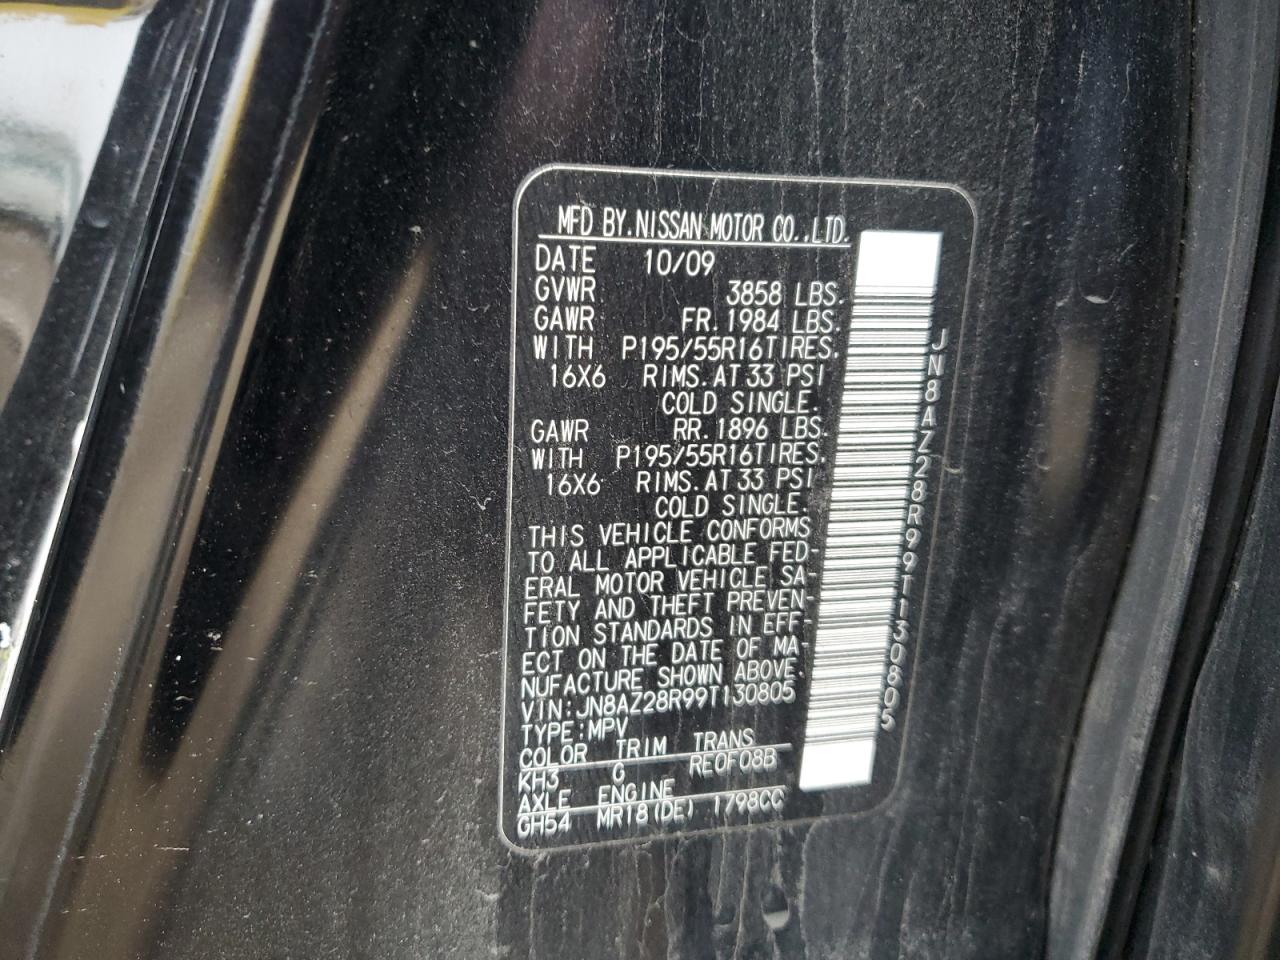 MFD BY.NISSAN MOTOR CO.,LTD.
DATE 10/09
GVWR 3858 LBS.
GAWR FR.1984 LBS.
WITH P195/55R16TIRES.
16X6 RIMS.AT 33 PSI
COLD SINGLE.
GAWR RR.1896 LBS.
WITH P195/55R16TIRES.
16X6 RIMS.AT 33 PSI
COLD SINGLE.
THIS VEHICLE CONFORMS
TO ALL APPLICABLE FED-
ERAL MOTOR VEHICLE SA-
FETY AND THEFT PREVEN-
TION STANDARDS IN EFF-
ECT ON THE DATE OF MA-
NUFACTURE SHOWN ABOVE.
VIN:JN8AZ28R99T130805
TYPE:MPV
COLOR TRIM TRANS
KH3 G RE0F08B
AXLE ENGINE
GH54 MR18(DE) 1798CC
JN8AZ28R99T130805